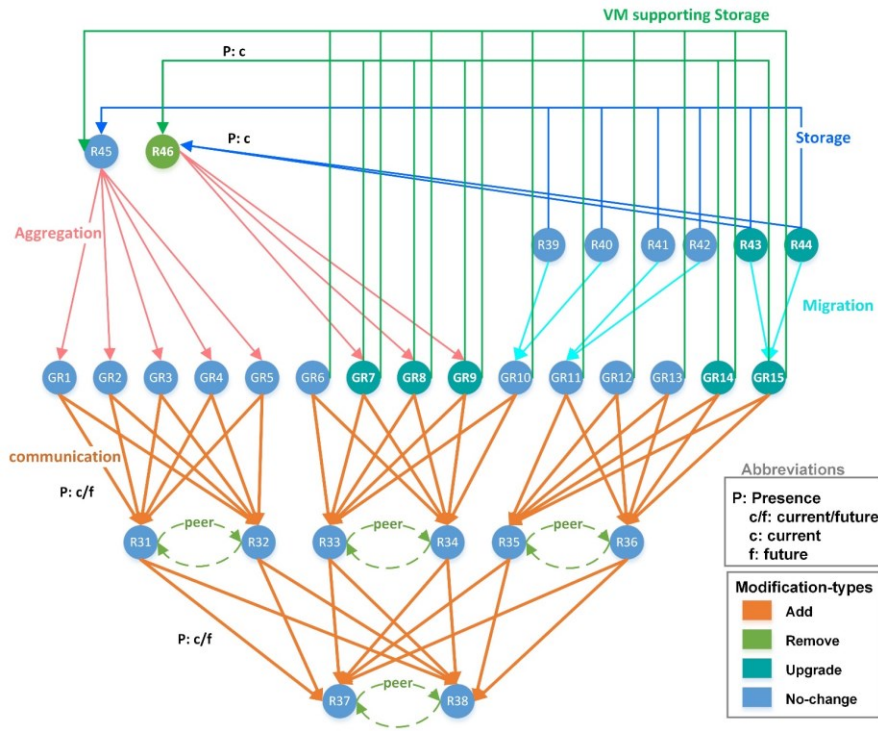 VM supporting Storage
P: c
P: c
Storage
R45
R46
Aggregation
R39
R40
R41
R42
R43
R44
Migration
GR1
GR2
GR3
GR4
GR5
GR6
GR7
GR8
GR9
GR10
GR11
GR12
GR13
GR14
GR15
communication
P: c/f
peer
peer
peer
R31
R32
R33
R34
R35
R36
P: c/f
peer
R37
R38
Abbreviations
P: Presence
c/f: current/future
c: current
f: future
Modification-types
Add
Remove
Upgrade
No-change